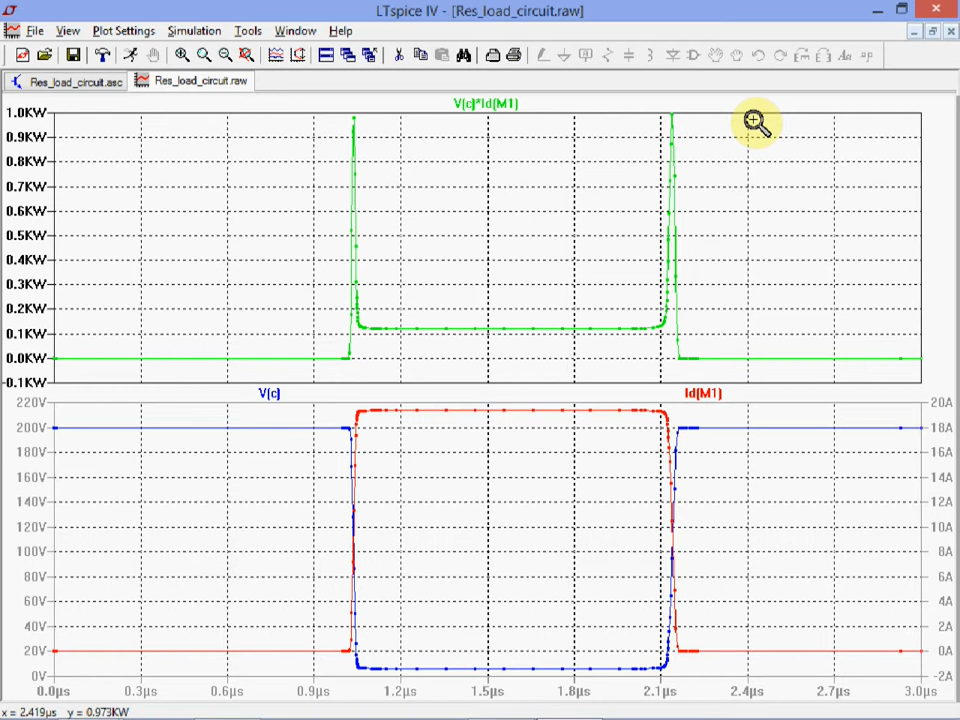 LTspice IV - [Res_load_circuit.raw]
File View Plot Settings Simulation Tools Window Help
Res_load_circuit.asc Res_load_circuit.raw
V(c)*Id(M1)
1.0KW
0.9KW
0.8KW
0.7KW
0.6KW
0.5KW
0.4KW
0.3KW
0.2KW
0.1KW
0.0KW
-0.1KW
V(c) Id(M1)
220V 20A
200V 18A
180V 16A
160V 14A
140V 12A
120V 10A
100V 8A
80V 6A
60V 4A
40V 2A
20V 0A
0V -2A
0.0µs 0.3µs 0.6µs 0.9µs 1.2µs 1.5µs 1.8µs 2.1µs 2.4µs 2.7µs 3.0µs
x = 2.419µs y = 0.973KW